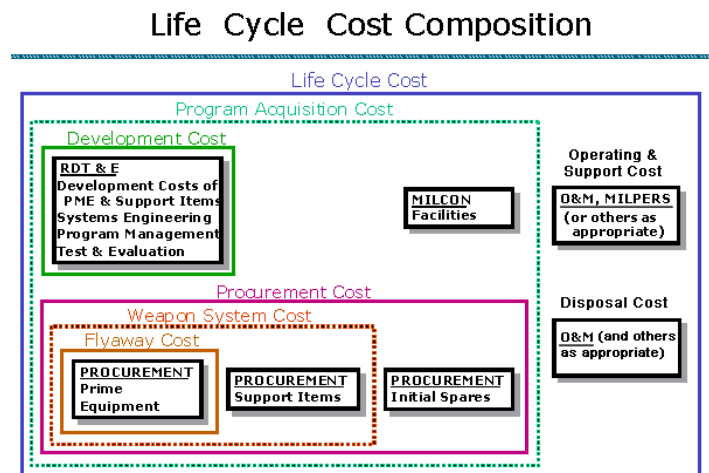 Life Cycle Cost Composition
Life Cycle Cost
Program Acquisition Cost
Development Cost
RDT & E
Development Costs of
PME & Support Items
Systems Engineering
Program Management
Test & Evaluation
MILCON
Facilities
Operating &
Support Cost
O&M, MILPERS
(or others as
appropriate)
Procurement Cost
Weapon System Cost
Flyaway Cost
PROCUREMENT
Prime
Equipment
PROCUREMENT
Support Items
PROCUREMENT
Initial Spares
Disposal Cost
O&M (and others
as appropriate)